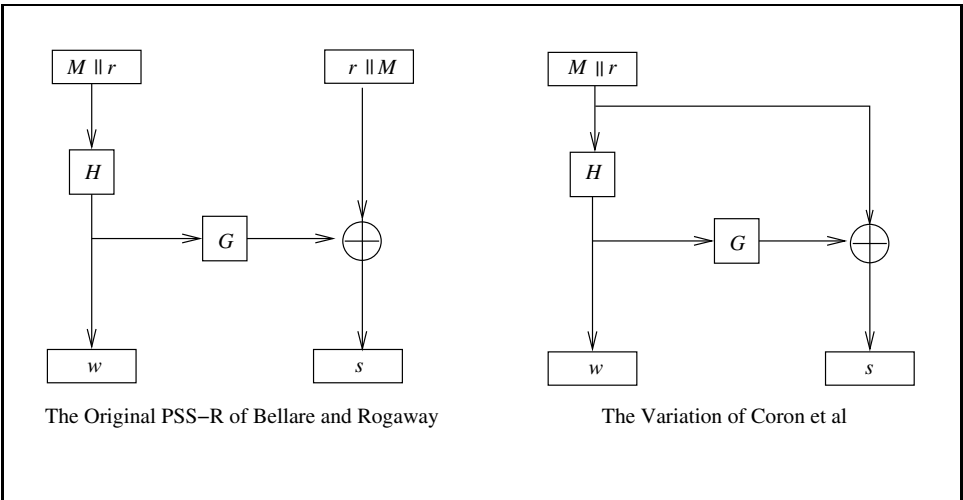 M || r
r || M
H
G
w
s
The Original PSS–R of Bellare and Rogaway
M || r
H
G
w
s
The Variation of Coron et al